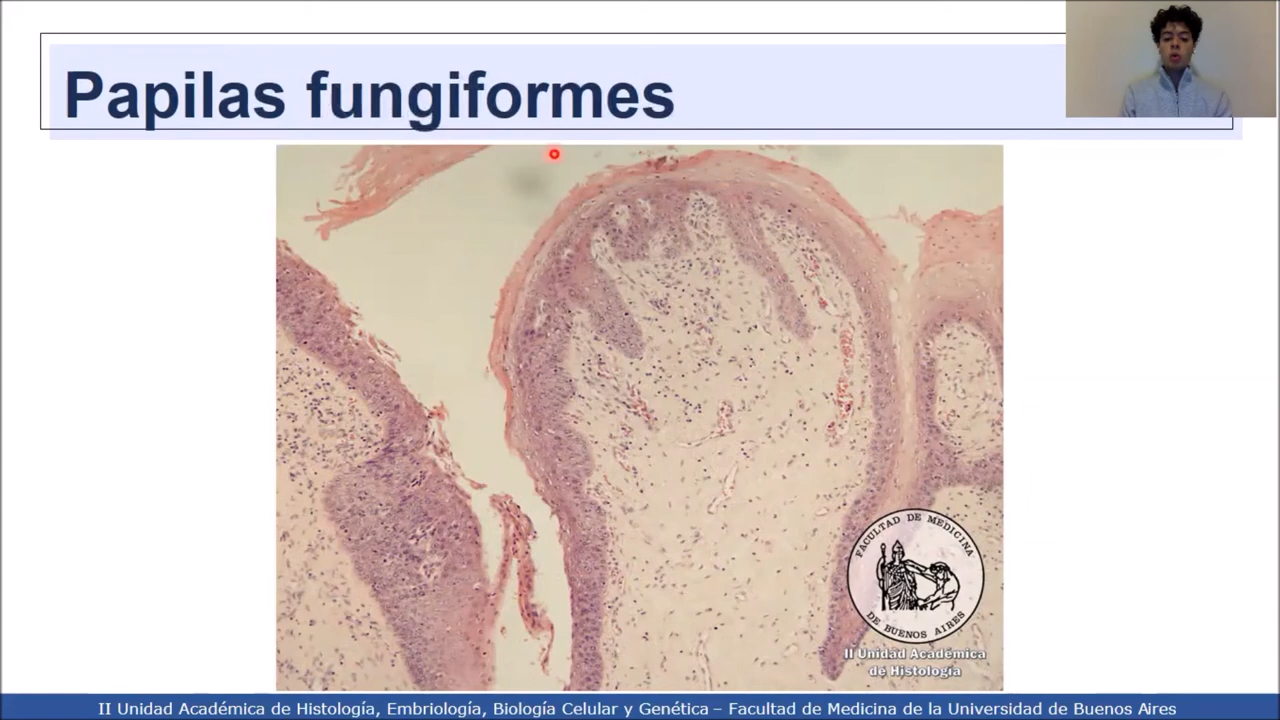 Papilas fungiformes
FACULTAD DE MEDICINA
DE BUENOS AIRES
II Unidad Académica
de Histología
II Unidad Académica de Histología, Embriología, Biología Celular y Genética – Facultad de Medicina de la Universidad de Buenos Aires